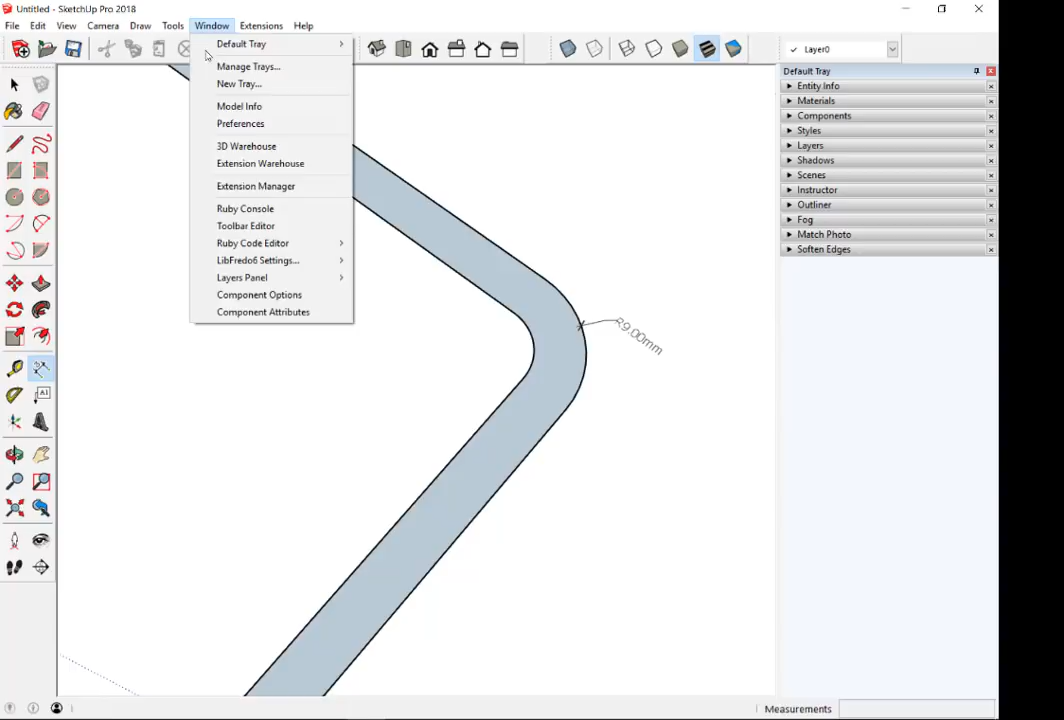 Untitled - SketchUp Pro 2018
File Edit View Camera Draw Tools Window Extensions Help
Default Tray
Manage Trays...
New Tray...
Model Info
Preferences
3D Warehouse
Extension Warehouse
Extension Manager
Ruby Console
Toolbar Editor
Ruby Code Editor
LibFredo6 Settings...
Layers Panel
Component Options
Component Attributes
Layer0
Default Tray
Entity Info
Materials
Components
Styles
Layers
Shadows
Scenes
Instructor
Outliner
Fog
Match Photo
Soften Edges
R9.00mm
A1
Measurements